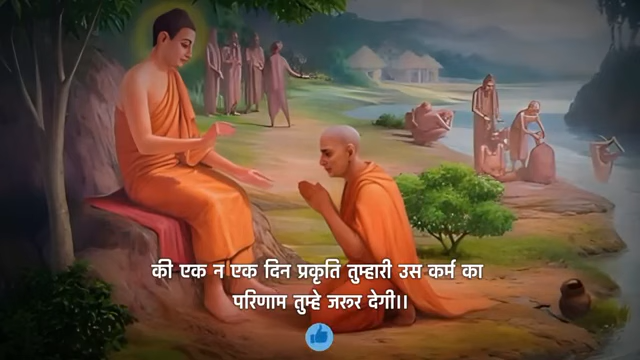 की एक न एक दिन प्रकृति तुम्हारी उस कर्म का
परिणाम तुम्हे जरूर देगी।।